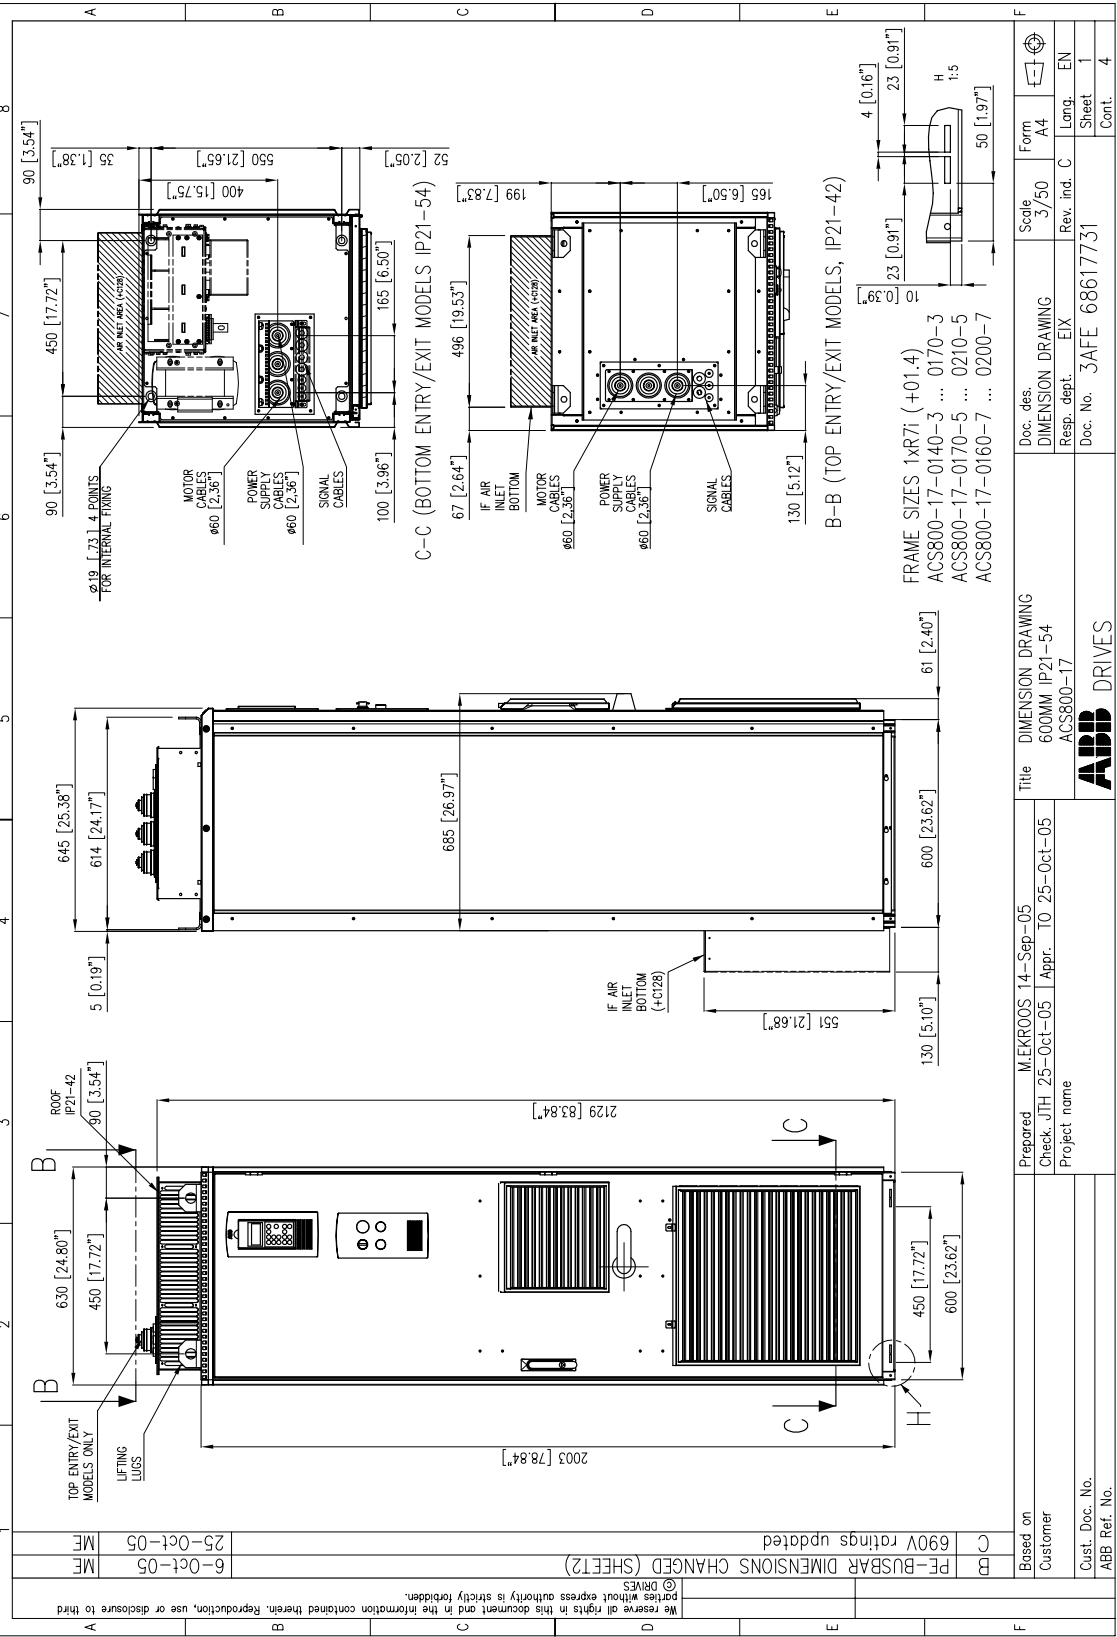 1
2
3
4
5
6
8
A
B
C
D
E
F
A
B
C
D
E
F
We reserve all rights in this document and in the information contained therein. Reproduction, use or disclosure to third
parties without express authority is strictly forbidden.
© DRIVES
B PE-BUSBAR DIMENSIONS CHANGED (SHEET2) 6-Oct-05 ME
C 690V ratings updated 25-Oct-05 ME
TOP ENTRY/EXIT
MODELS ONLY
LIFTING
LUGS
B
B
ROOF
IP21-42
630 [24.80"]
450 [17.72"]
90 [3.54"]
2129 [83.84"]
2003 [78.84"]
C
C
H
450 [17.72"]
600 [23.62"]
5 [0.19"]
645 [25.38"]
614 [24.17"]
685 [26.97"]
IF AIR
INLET
BOTTOM
(+C128)
551 [21.68"]
130 [5.10"]
600 [23.62"]
61 [2.40"]
90 [3.54"]
450 [17.72"]
90 [3.54"]
Ø19 [.73 ] 4 POINTS
FOR INTERNAL FIXING
AIR INLET AREA (+C128)
35 [1.38"]
550 [21.65"]
400 [15.75"]
52 [2.05"]
MOTOR
CABLES
ø60 [2,36"]
POWER
SUPPLY
CABLES
ø60 [2,36"]
SIGNAL
CABLES
100 [3.96"]
165 [6.50"]
C-C (BOTTOM ENTRY/EXIT MODELS IP21-54)
67 [2.64"]
496 [19.53"]
199 [7.83"]
165 [6.50"]
AIR INLET AREA (+C128)
IF AIR
INLET
BOTTOM
MOTOR
CABLES
ø60 [2,36"]
POWER
SUPPLY
CABLES
ø60 [2,36"]
SIGNAL
CABLES
130 [5.12"]
B-B (TOP ENTRY/EXIT MODELS, IP21-42)
4 [0.16"]
23 [0.91"]
23 [0.91"]
10 [0.39"]
50 [1.97"]
H
1:5
FRAME SIZES 1xR7i (+01.4)
ACS800-17-0140-3 ... 0170-3
ACS800-17-0170-5 ... 0210-5
ACS800-17-0160-7 ... 0200-7
Based on
Customer
Cust. Doc. No.
ABB Ref. No.
Prepared M.EKROOS 14-Sep-05
Check. JTH 25-Oct-05 Appr. TO 25-Oct-05
Project name
Title DIMENSION DRAWING
600MM IP21-54
ACS800-17
ABB DRIVES
Doc. des.
DIMENSION DRAWING
Resp. dept. EIX
Doc. No. 3AFE 68617731
Scale
3/50
Rev. ind. C
Form
A4
Lang. EN
Sheet 1
Cont. 4